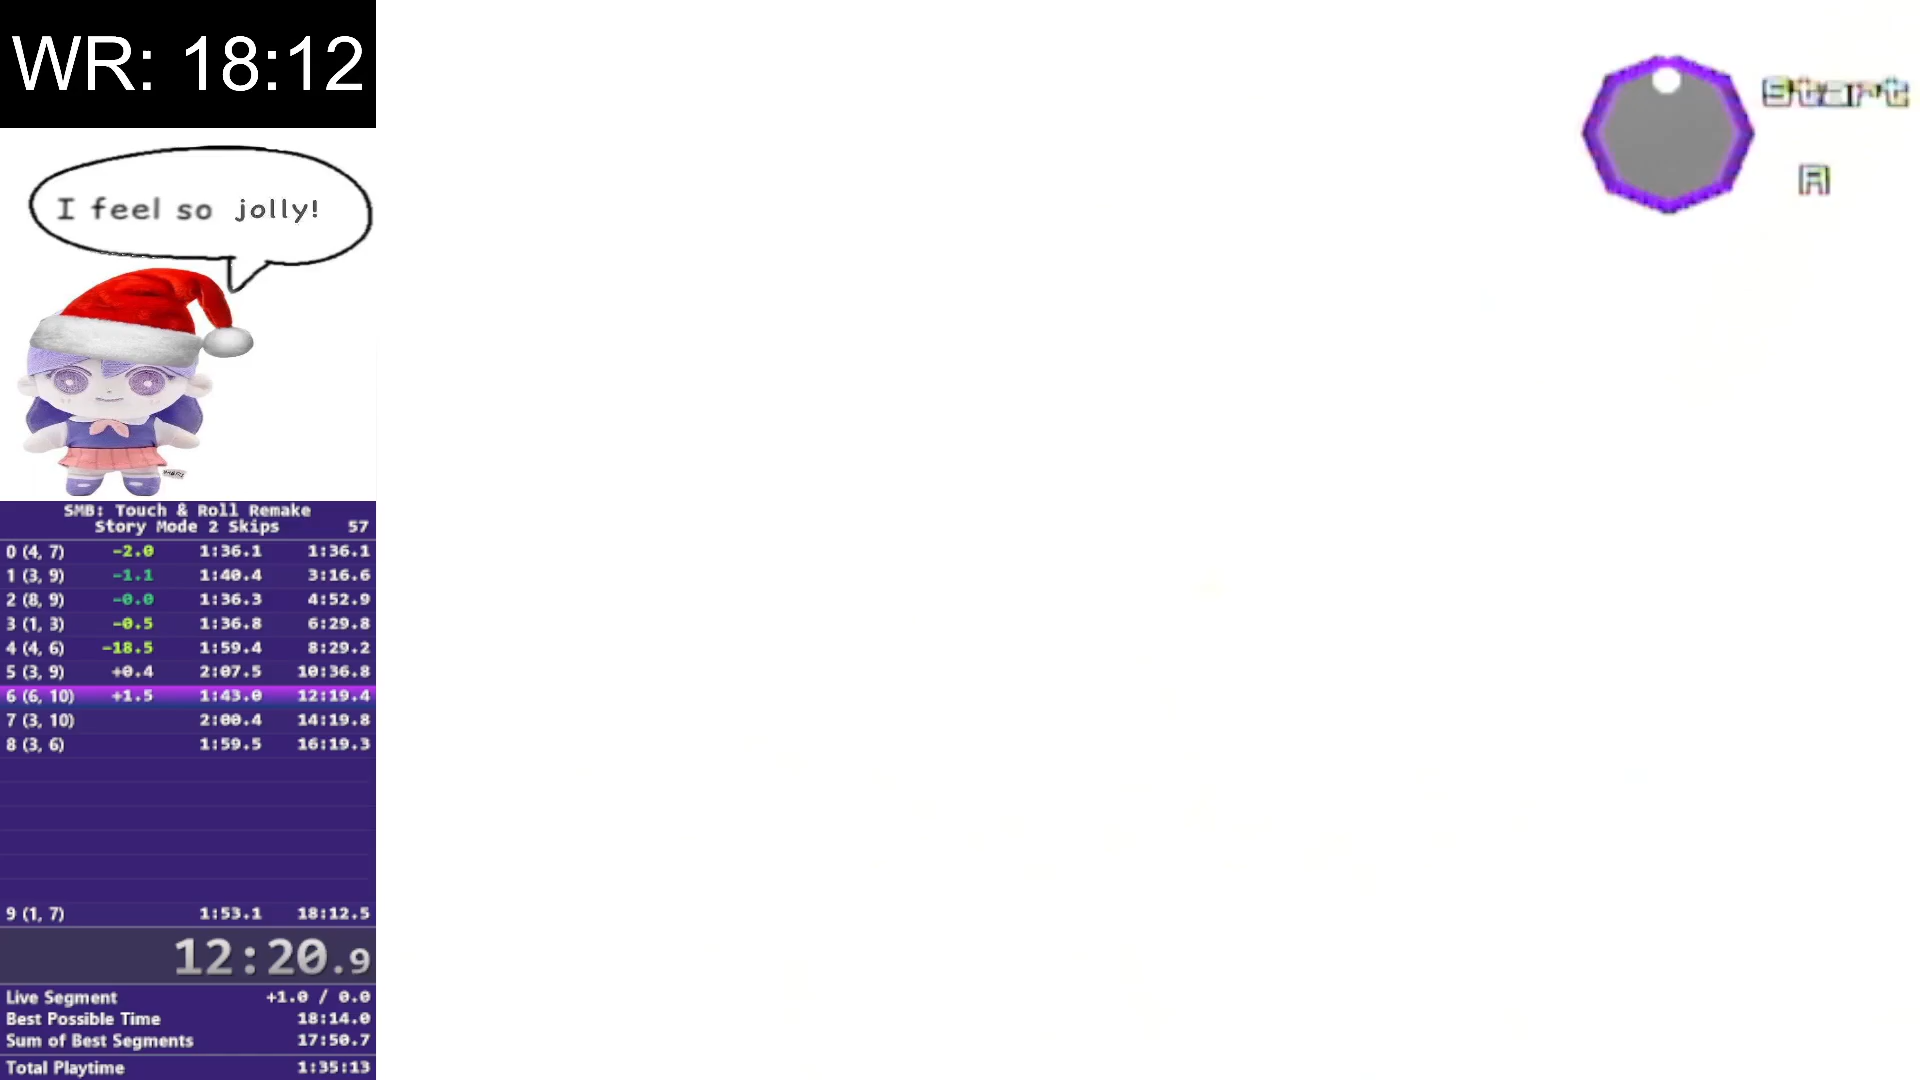 WR: 18:12
I feel so jolly!
SMB: Touch & Roll Remake
Story Mode 2 Skips 57
0 (4, 7) -2.0 1:36.1 1:36.1
1 (3, 9) -1.1 1:40.4 3:16.6
2 (8, 9) -0.0 1:36.3 4:52.9
3 (1, 3) -0.5 1:36.8 6:29.8
4 (4, 6) -18.5 1:59.4 8:29.2
5 (3, 9) +0.4 2:07.5 10:36.8
6 (6, 10) +1.5 1:43.0 12:19.4
7 (3, 10) 2:00.4 14:19.8
8 (3, 6) 1:59.5 16:19.3
9 (1, 7) 1:53.1 18:12.5
12:20.9
Live Segment +1.0 / 0.0
Best Possible Time 18:14.0
Sum of Best Segments 17:50.7
Total Playtime 1:35:13
Start
A